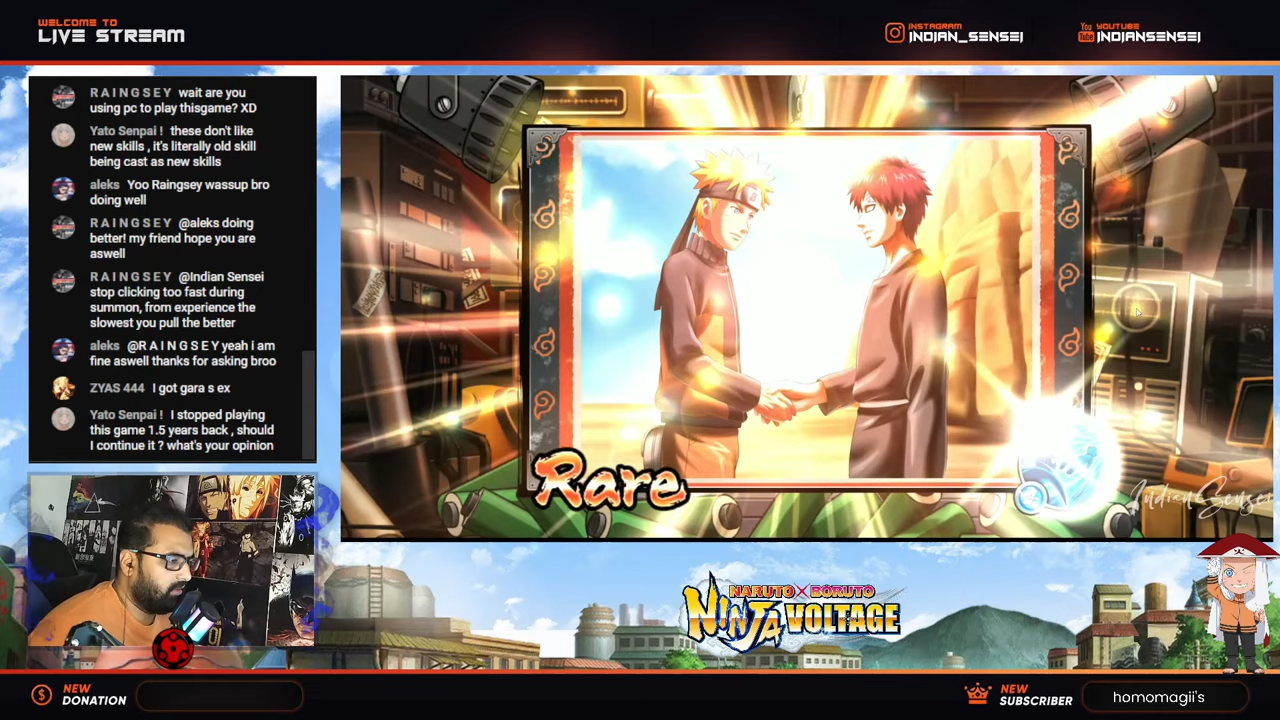 WELCOME TO
LIVE STREAM
INSTAGRAM
INDIAN_SENSEI
You
Tube
YOUTUBE
INDIANSENSEI
R A I N G S E Y wait are you
using pc to play thisgame? XD
Yato Senpai ! these don't like
new skills , it's literally old skill
being cast as new skills
aleks Yoo Raingsey wassup bro
doing well
R A I N G S E Y @aleks doing
better! my friend hope you are
aswell
R A I N G S E Y @Indian Sensei
stop clicking too fast during
summon, from experience the
slowest you pull the better
aleks @R A I N G S E Y yeah i am
fine aswell thanks for asking broo
ZYAS 444 I got gara s ex
Yato Senpai ! I stopped playing
this game 1.5 years back , should
I continue it ? what's your opinion
Rare
Indian Sensei
NARUTO X BORUTO
NINJA VOLTAGE
$
NEW
DONATION
NEW
SUBSCRIBER
homomagii's